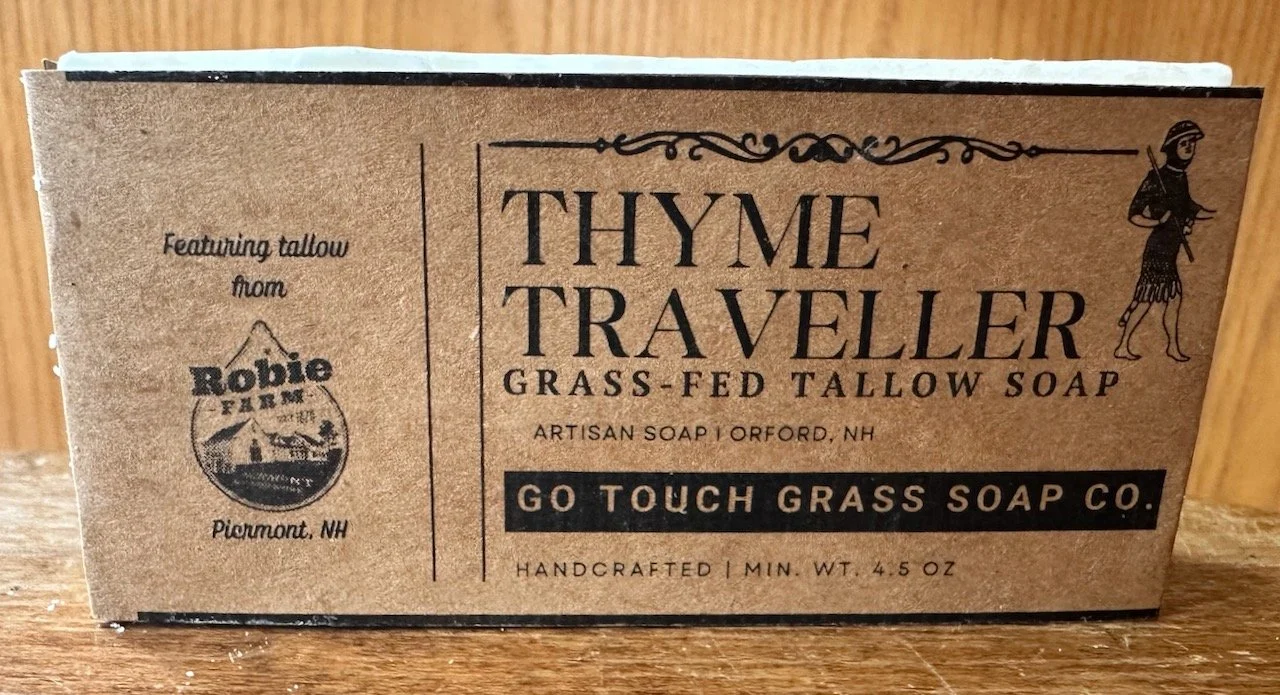 Featuring tallow
from
Robie
FARM
Piermont, NH
THYME
TRAVELLER
GRASS-FED TALLOW SOAP
ARTISAN SOAP | ORFORD, NH
GO TOUCH GRASS SOAP CO.
HANDCRAFTED | MIN. WT. 4.5 OZ